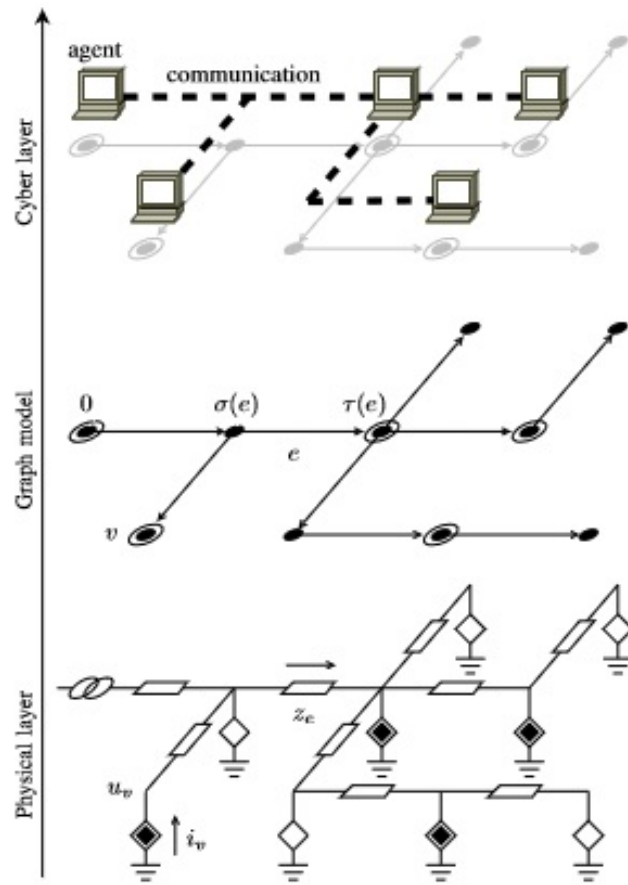 agent
communication
Cyber layer
0 σ(e) τ(e)
e
v
Graph model
z_e
u_v
i_v
Physical layer